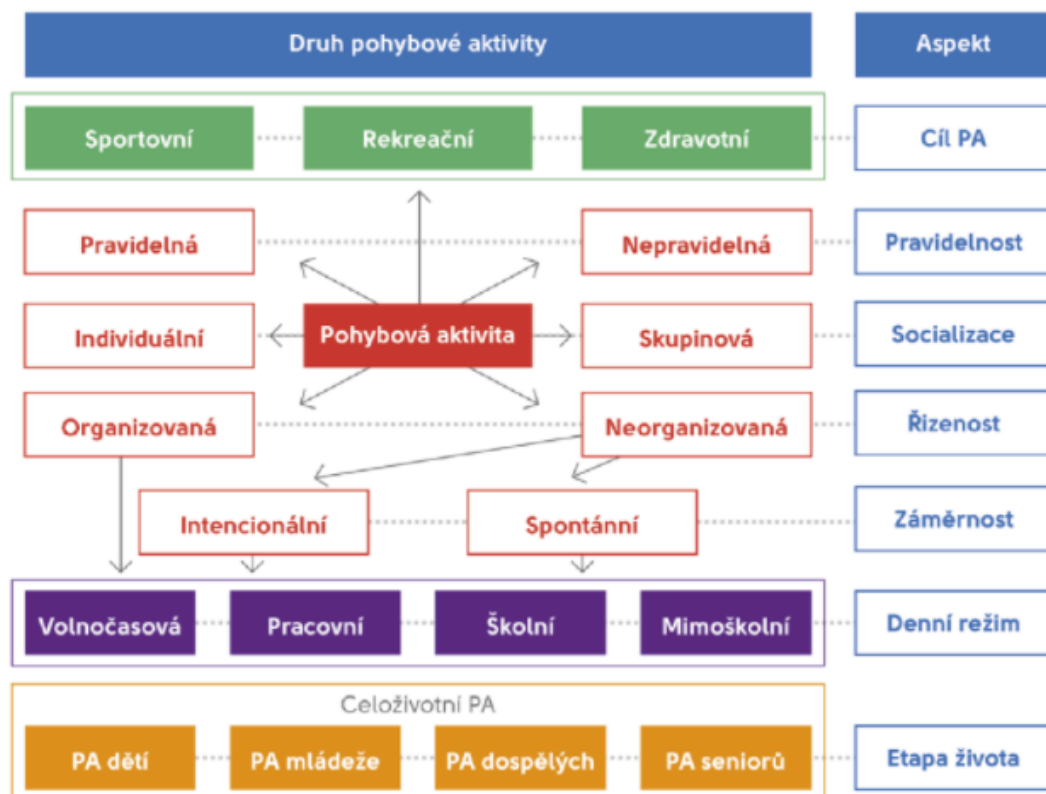 Druh pohybové aktivity
Aspekt
Sportovní
Rekreační
Zdravotní
Cíl PA
Pravidelná
Nepravidelná
Pravidelnost
Individuální
Pohybová aktivita
Skupinová
Socializace
Organizovaná
Neorganizovaná
Řizenost
Intencionální
Spontánní
Záměrnost
Volnočasová
Pracovní
Školní
Mimoškolní
Denní režim
Celoživotní PA
PA dětí
PA mládeže
PA dospělých
PA seniorů
Etapa života